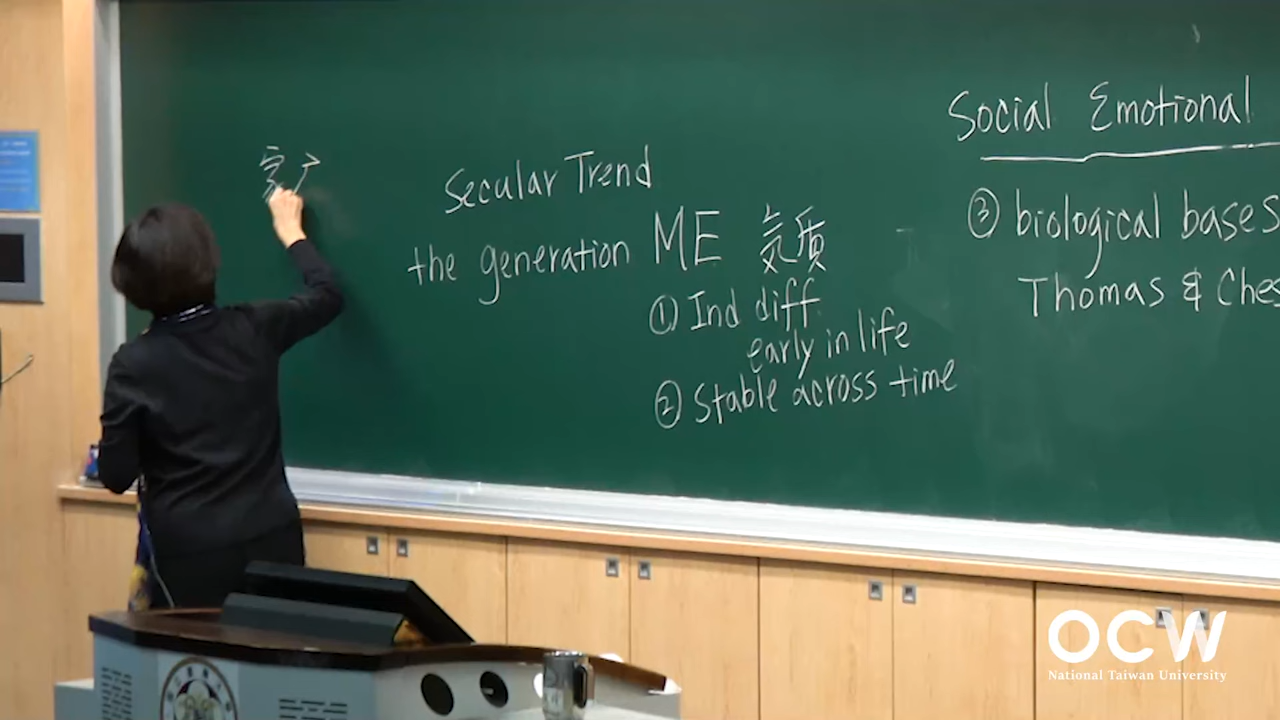 Secular Trend
the generation ME
気质
① Ind diff
early in life
② Stable across time
Social Emotional
③ biological bases
Thomas & Ches
OCW
National Taiwan University